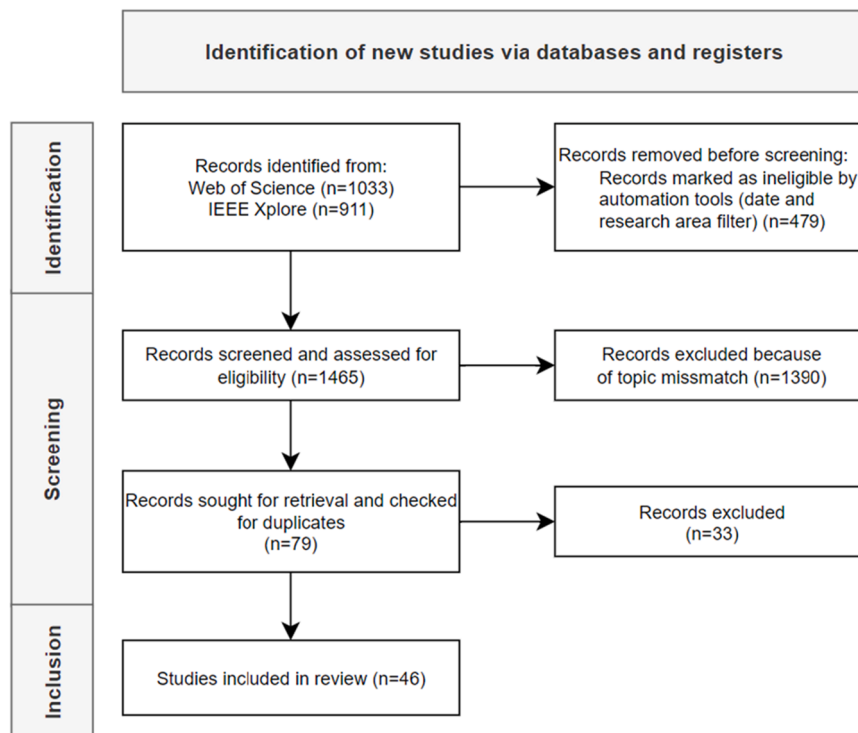 Identification of new studies via databases and registers
Identification
Records identified from:
Web of Science (n=1033)
IEEE Xplore (n=911)
Records removed before screening:
Records marked as ineligible by
automation tools (date and
research area filter) (n=479)
Screening
Records screened and assessed for
eligibility (n=1465)
Records excluded because
of topic missmatch (n=1390)
Records sought for retrieval and checked
for duplicates
(n=79)
Records excluded
(n=33)
Inclusion
Studies included in review (n=46)